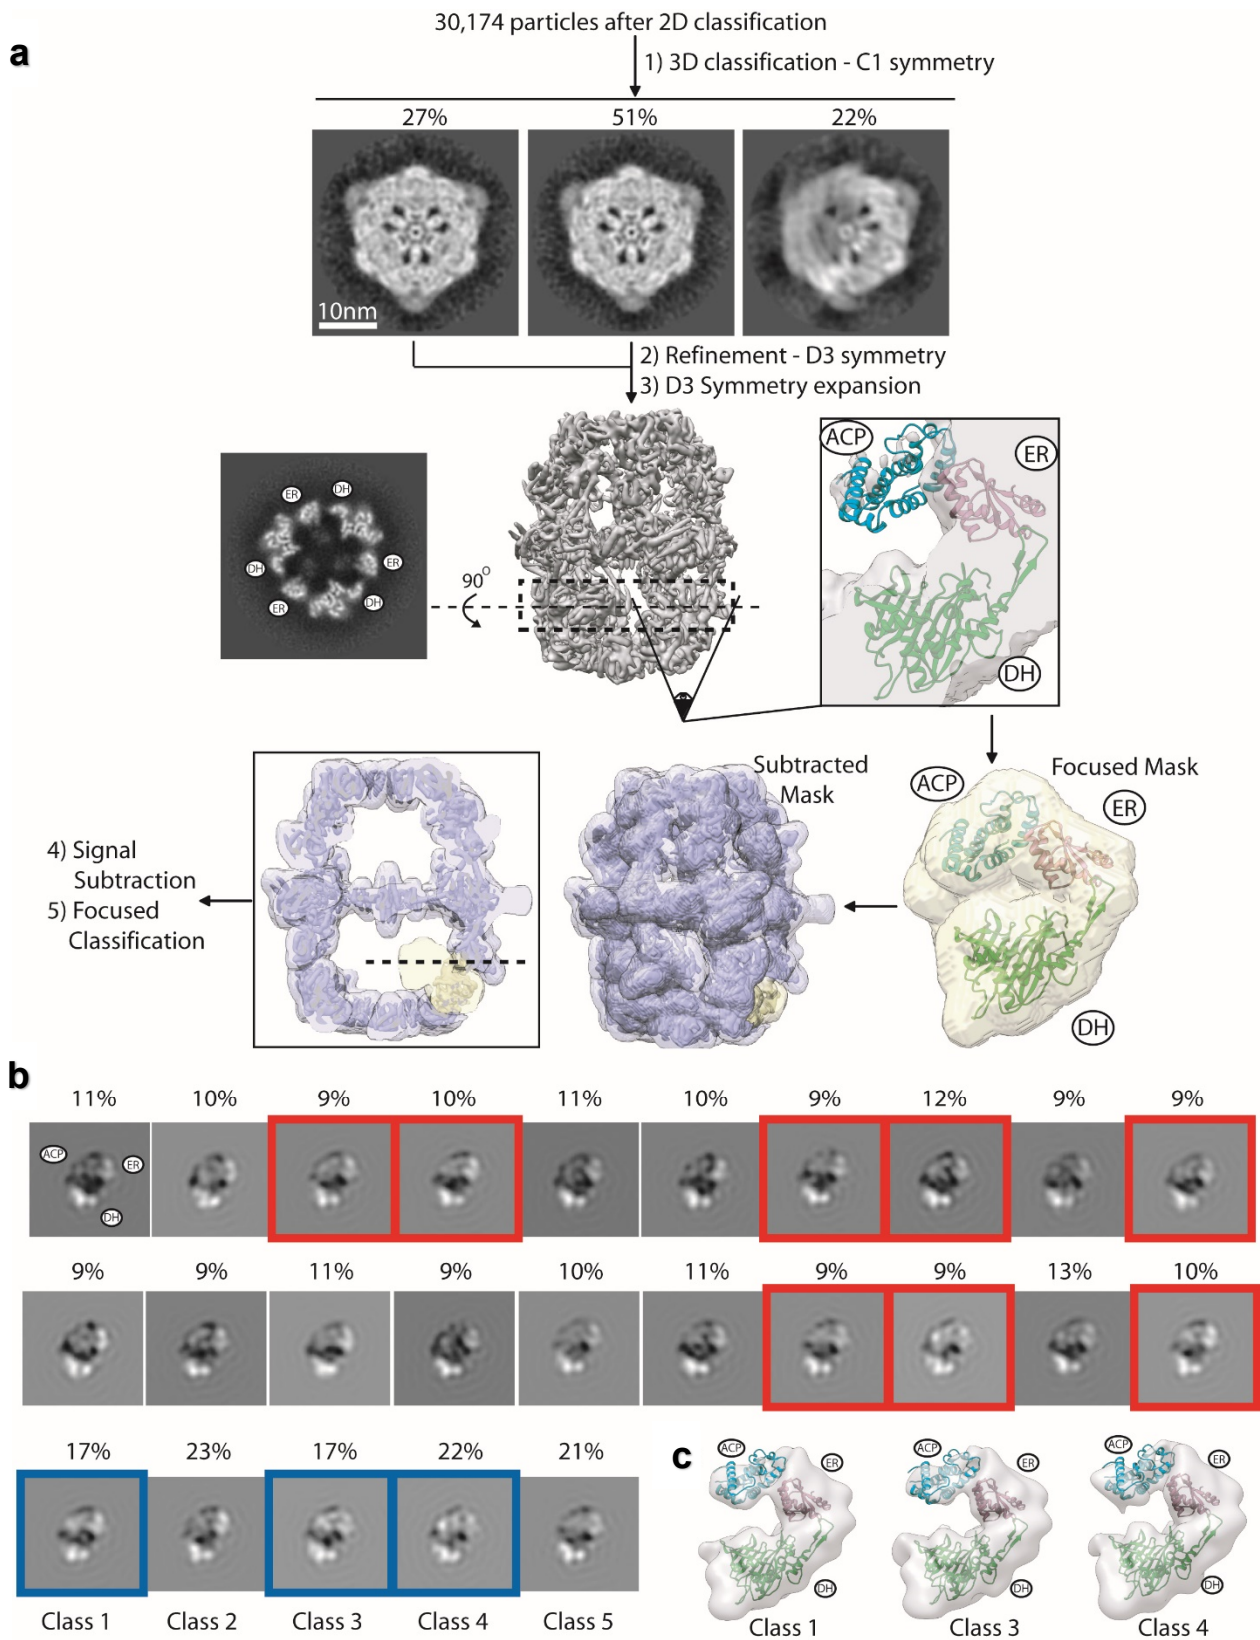 a
30,174 particles after 2D classification
1) 3D classification - C1 symmetry
27% 51% 22%
10nm
2) Refinement - D3 symmetry
3) D3 Symmetry expansion
ER DH
DH ER
ER DH
90°
ACP
ER
DH
Subtracted
Mask
ACP
Focused Mask
ER
DH
4) Signal
Subtraction
5) Focused
Classification
b
11% 10% 9% 10% 11% 10% 9% 12% 9% 9%
ACP
ER
DH
9% 9% 11% 9% 10% 11% 9% 9% 13% 10%
17% 23% 17% 22% 21%
Class 1 Class 2 Class 3 Class 4 Class 5
c
ACP ER DH
ACP ER DH
ACP ER DH
Class 1 Class 3 Class 4